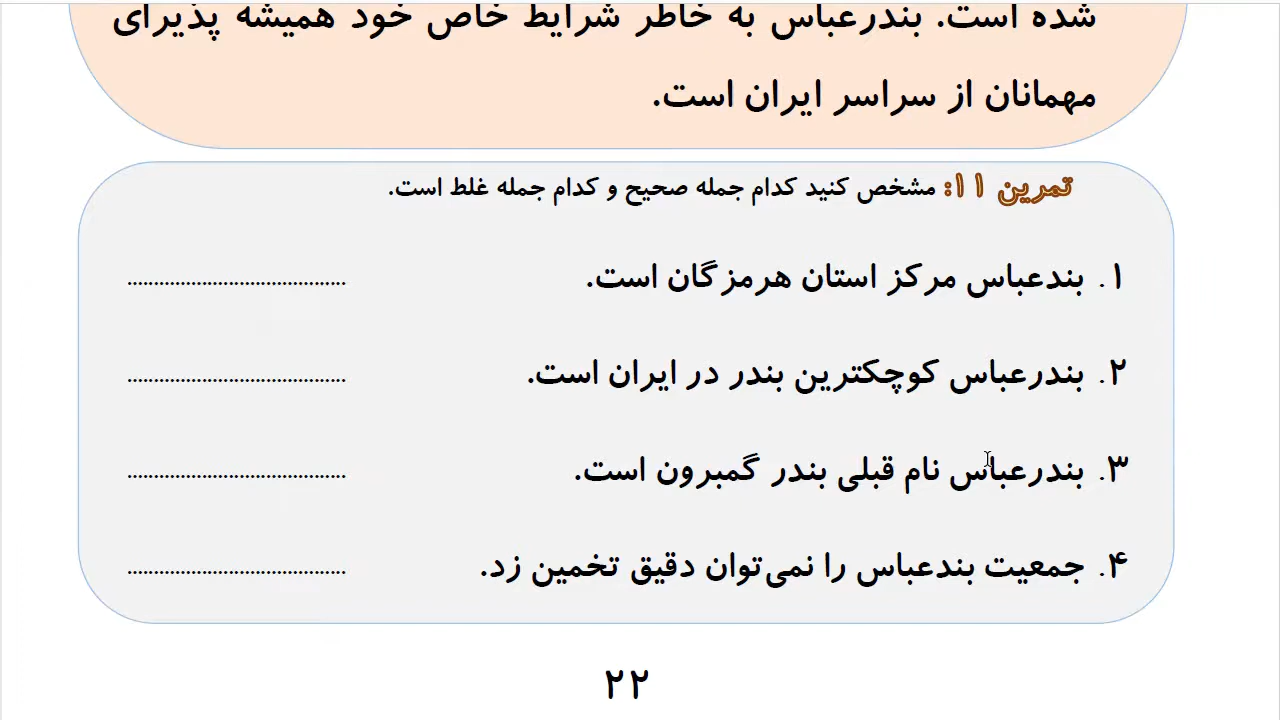 شده است. بندرعباس به خاطر شرایط خاص خود همیشه پذیرای
مهمانان از سراسر ایران است.
تمرین ۱۱: مشخص کنید کدام جمله صحیح و کدام جمله غلط است.
۱. بندعباس مرکز استان هرمزگان است. ..........................................
۲. بندرعباس کوچکترین بندر در ایران است. ..........................................
۳. بندرعباس نام قبلی بندر گمبرون است. ..........................................
۴. جمعیت بندعباس را نمی‌توان دقیق تخمین زد. ..........................................
۲۲